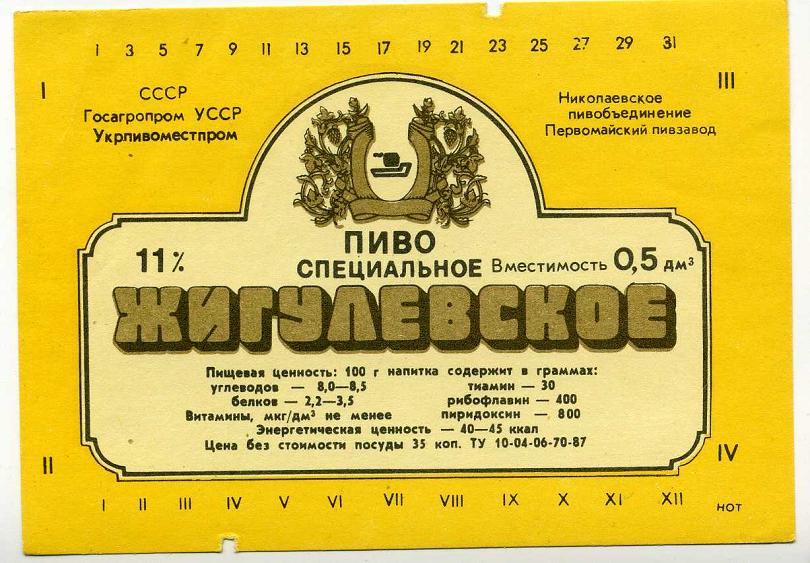 1 3 5 7 9 11 13 15 17 19 21 23 25 27 29 31
I
III
СССР
Госагропром УССР
Укрпивоместпром
Николаевское
пивобъединение
Первомайский пивзавод
11%
ПИВО
СПЕЦИАЛЬНОЕ
Вместимость 0,5 дм³
ЖИГУЛЕВСКОЕ
Пищевая ценность: 100 г напитка содержит в граммах:
углеводов — 8,0—8,5 тиамин — 30
белков — 2,2—3,5 рибофлавин — 400
Витамины, мкг/дм³ не менее пиридоксин — 800
Энергетическая ценность — 40—45 ккал
Цена без стоимости посуды 35 коп. ТУ 10-04-06-70-87
II
IV
I II III IV V VI VII VIII IX X XI XII НОТ